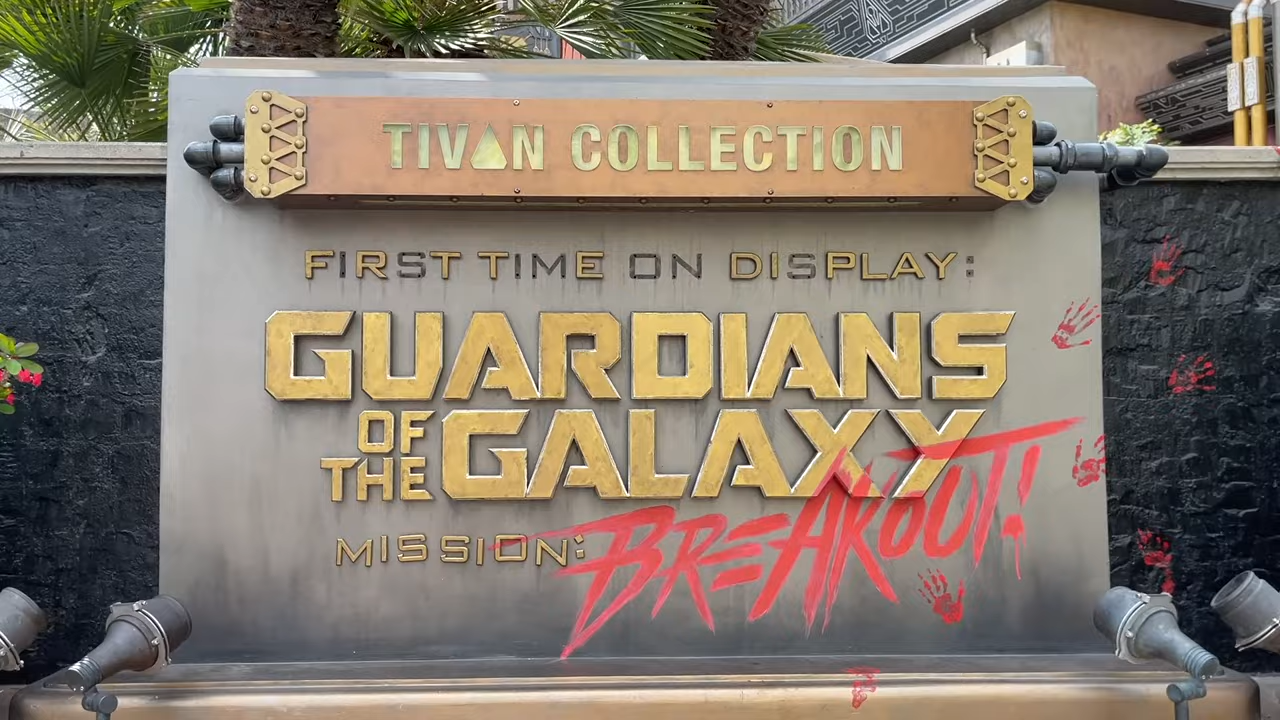 TIVAN COLLECTION
FIRST TIME ON DISPLAY:
GUARDIANS
OF THE GALAXY
MISSION: BREAKOUT!